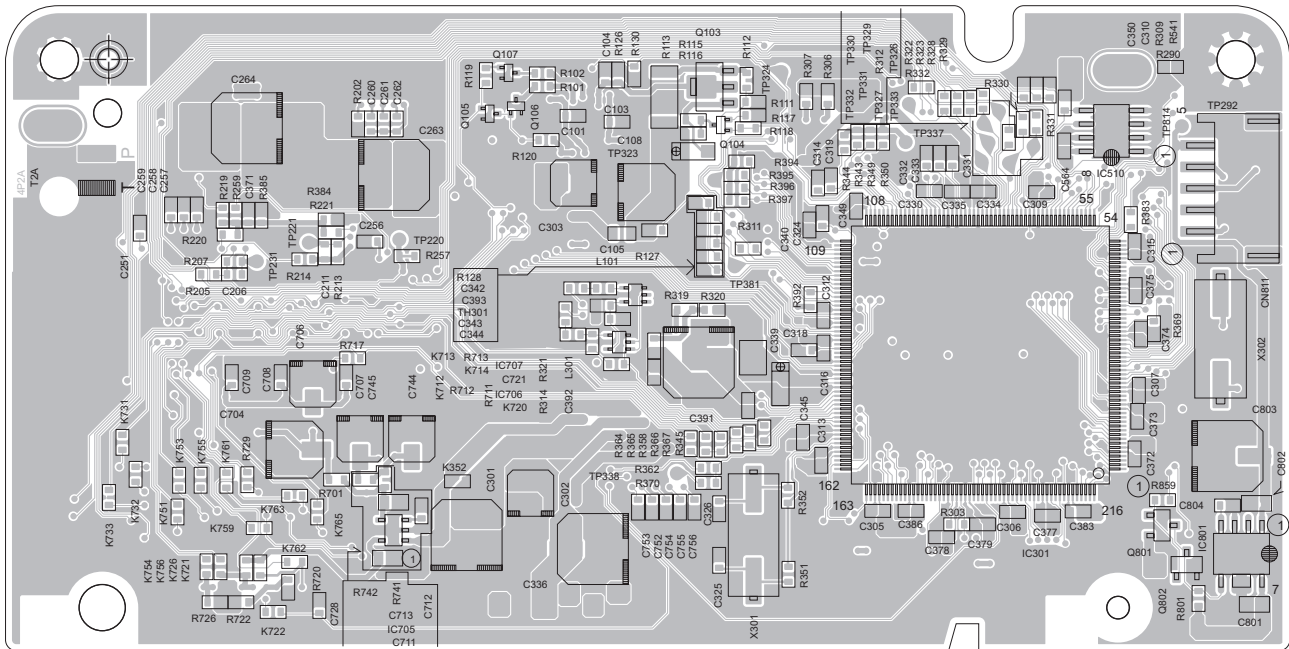 C264
R202
C260
C261
C262
C263
Q107
R119
Q105
Q106
R120
R102
R101
C101
C104
R126
R130
C103
C108
TP323
R113
Q103
R115
R116
R112
TP324
R111
R117
R118
Q104
R394
R395
R396
R397
R307
R306
TP330
TP329
TP332
TP331
R312
TP327
TP326
TP333
R322
R323
R328
R329
R332
R330
R331
C350
C310
R309
R541
R290
TP814
5
TP292
1
8
IC510
C564
55
54
R383
4P2A
T2A
P
C259
C258
C257
R219
R259
C371
R385
R384
R221
C256
TP221
TP220
R257
R220
TP231
R207
R205
C206
R214
C211
R213
C251
C303
C105
R127
L101
R311
TP381
C314
C319
R344
R343
R349
R350
TP337
C332
C333
C331
C330
C335
C334
C309
108
C349
C324
C340
109
C315
1
C375
CN811
R128
C342
C393
TH301
C343
C344
R319
R320
R392
C312
C318
C339
C316
C345
C313
R369
C374
X302
C307
C373
C803
C372
C802
C706
R717
C709
C708
C707
C745
C744
C704
K713
K712
R713
K714
R712
R711
IC707
C721
IC706
K720
R321
R314
L301
C392
C391
K731
K753
K755
K761
R729
K732
K751
K733
K759
K763
R701
K765
K352
C301
C302
TP338
R364
R365
R358
R366
R367
R345
R362
R370
C753
C752
C754
C755
C756
C326
R352
162
163
C305
C386
R303
C378
C379
C306
C377
IC301
C383
216
1
R859
C804
Q801
IC801
1
7
Q802
R801
C801
K754
K756
K726
K721
K762
1
R726
R722
K722
R720
C728
R742
R741
C712
C713
IC705
C711
C336
C325
R351
X301